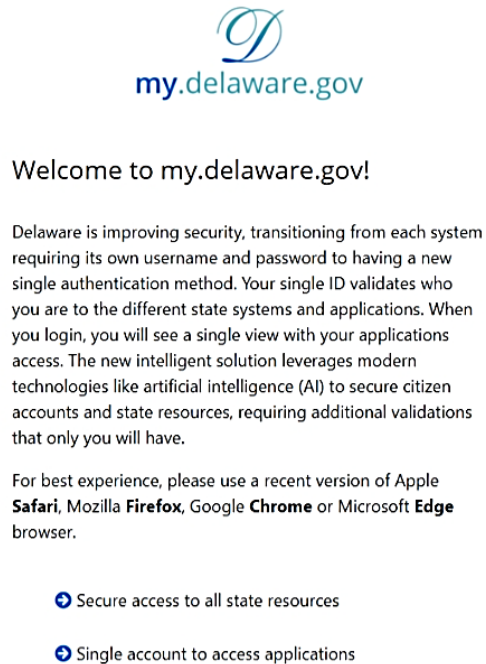 D
my.delaware.gov
Welcome to my.delaware.gov!
Delaware is improving security, transitioning from each system
requiring its own username and password to having a new
single authentication method. Your single ID validates who
you are to the different state systems and applications. When
you login, you will see a single view with your applications
access. The new intelligent solution leverages modern
technologies like artificial intelligence (AI) to secure citizen
accounts and state resources, requiring additional validations
that only you will have.
For best experience, please use a recent version of Apple
Safari, Mozilla Firefox, Google Chrome or Microsoft Edge
browser.
Secure access to all state resources
Single account to access applications